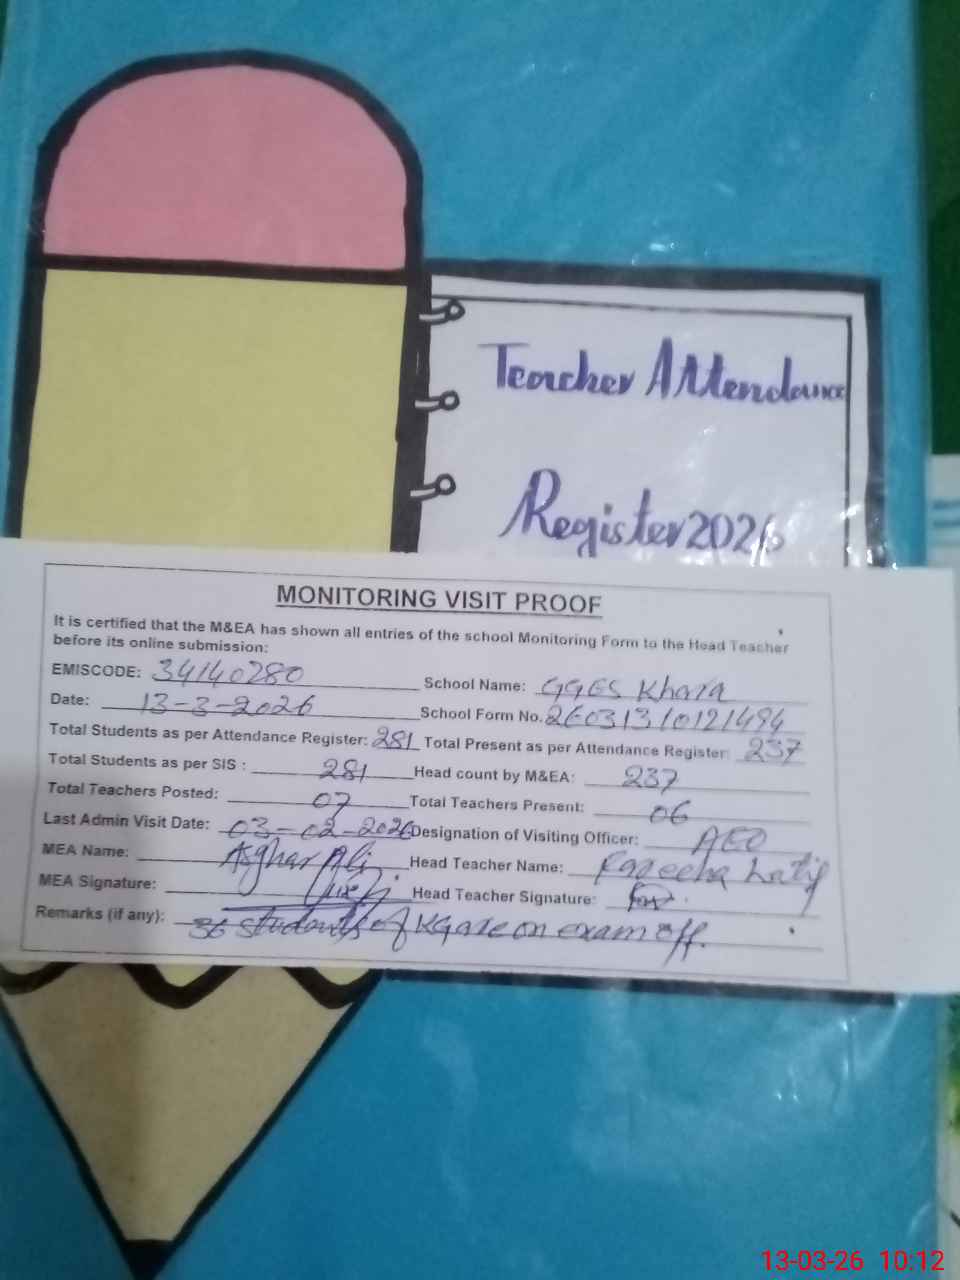 Teacher Attendance
Register 2026
MONITORING VISIT PROOF
It is certified that the M&EA has shown all entries of the school Monitoring Form to the Head Teacher
before its online submission:
EMISCODE: 34140280 School Name: GGES Khara
Date: 13-3-2026 School Form No. 26031310121494
Total Students as per Attendance Register: 281 Total Present as per Attendance Register: 237
Total Students as per SIS : 281 Head count by M&EA: 237
Total Teachers Posted: 07 Total Teachers Present: 06
Last Admin Visit Date: 03-02-2026 Designation of Visiting Officer: AEO
MEA Name: Asghar Ali Head Teacher Name: Latif
MEA Signature: Head Teacher Signature:
Remarks (if any): 36 students of KG are on exam off.
13-03-26 10:12